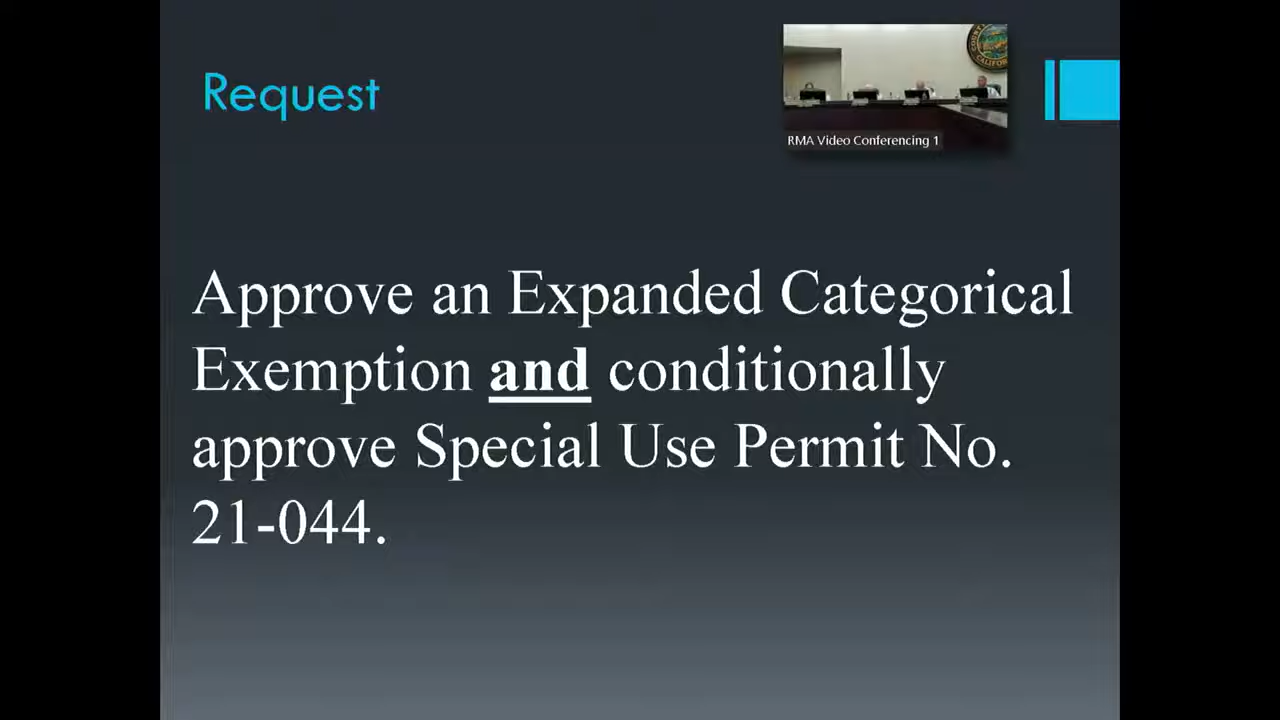 Request
RMA Video Conferencing 1
Approve an Expanded Categorical
Exemption and conditionally
approve Special Use Permit No.
21-044.